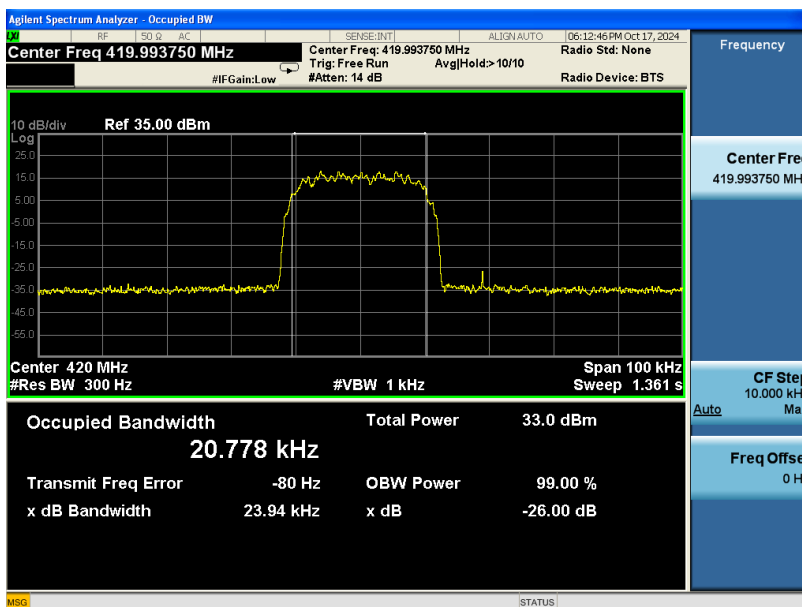 Agilent Spectrum Analyzer - Occupied BW
LXI RF 50 Ω AC SENSE:INT ALIGN AUTO 06:12:46 PM Oct 17, 2024
Center Freq 419.993750 MHz
Center Freq: 419.993750 MHz
Radio Std: None
Trig: Free Run Avg|Hold:>10/10
#IFGain:Low
#Atten: 14 dB
Radio Device: BTS
10 dB/div Ref 35.00 dBm
Log
25.0
15.0
5.00
-5.00
-15.0
-25.0
-35.0
-45.0
-55.0
Center 420 MHz
Span 100 kHz
#Res BW 300 Hz
#VBW 1 kHz
Sweep 1.361 s
Occupied Bandwidth
20.778 kHz
Total Power 33.0 dBm
Transmit Freq Error -80 Hz
OBW Power 99.00 %
x dB Bandwidth 23.94 kHz
x dB -26.00 dB
Frequency
Center Fre
419.993750 MH
CF Step
10.000 kH
Auto Ma
Freq Offse
0 H
MSG
STATUS